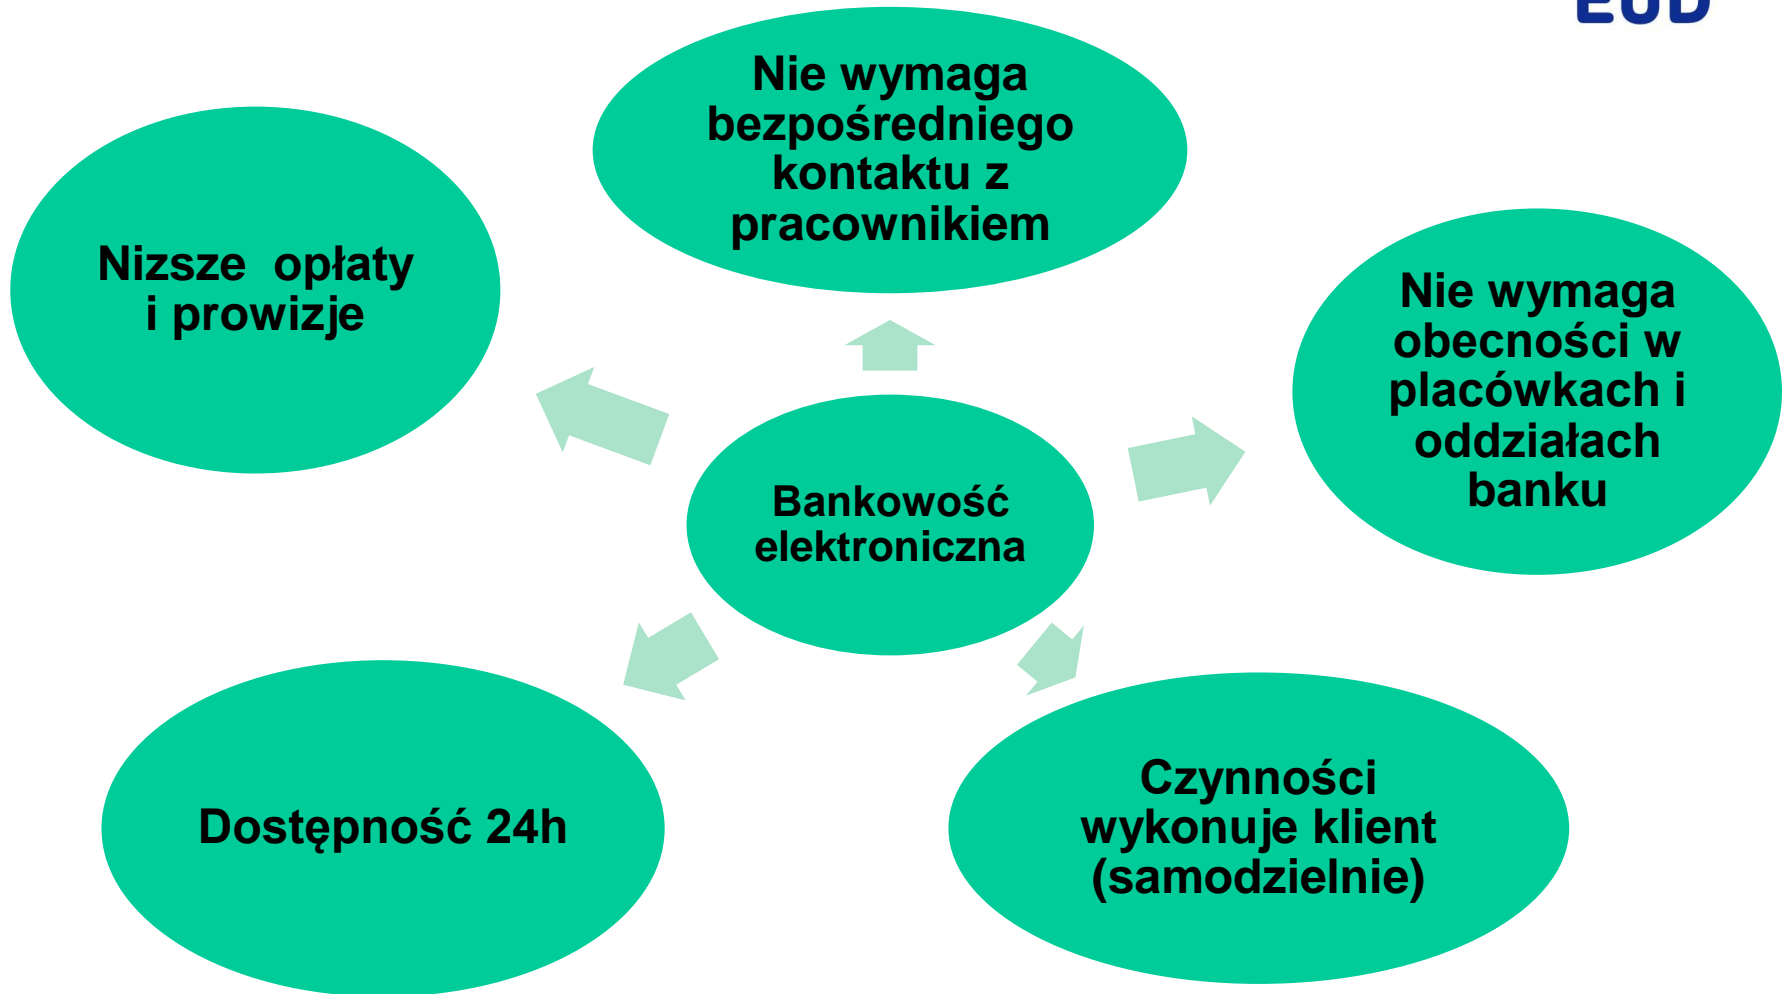 EUD
Nie wymaga
bezpośredniego
kontaktu z
pracownikiem
Nizsze opłaty
i prowizje
Nie wymaga
obecności w
placówkach i
oddziałach
banku
Bankowość
elektroniczna
Dostępność 24h
Czynności
wykonuje klient
(samodzielnie)